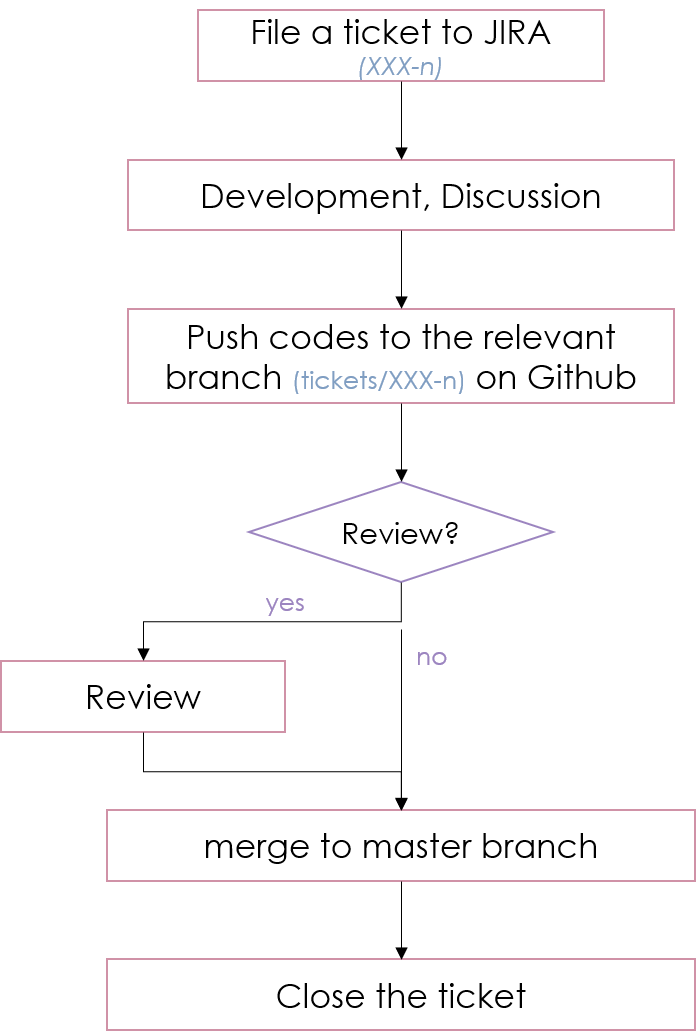 File a ticket to JIRA
(XXX-n)
Development, Discussion
Push codes to the relevant
branch (tickets/XXX-n) on Github
Review?
yes
no
Review
merge to master branch
Close the ticket